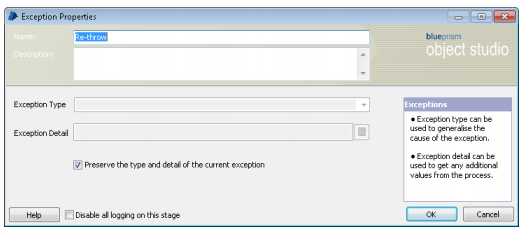 Exception Properties
Name:
Re-throw
blueprism
Description:
object studio
Exception Type
Exception Detail
Preserve the type and detail of the current exception
Exceptions
• Exception type can be
used to generalise the
cause of the exception.
• Exception detail can be
used to get any additional
values from the process.
Help
Disable all logging on this stage
OK
Cancel